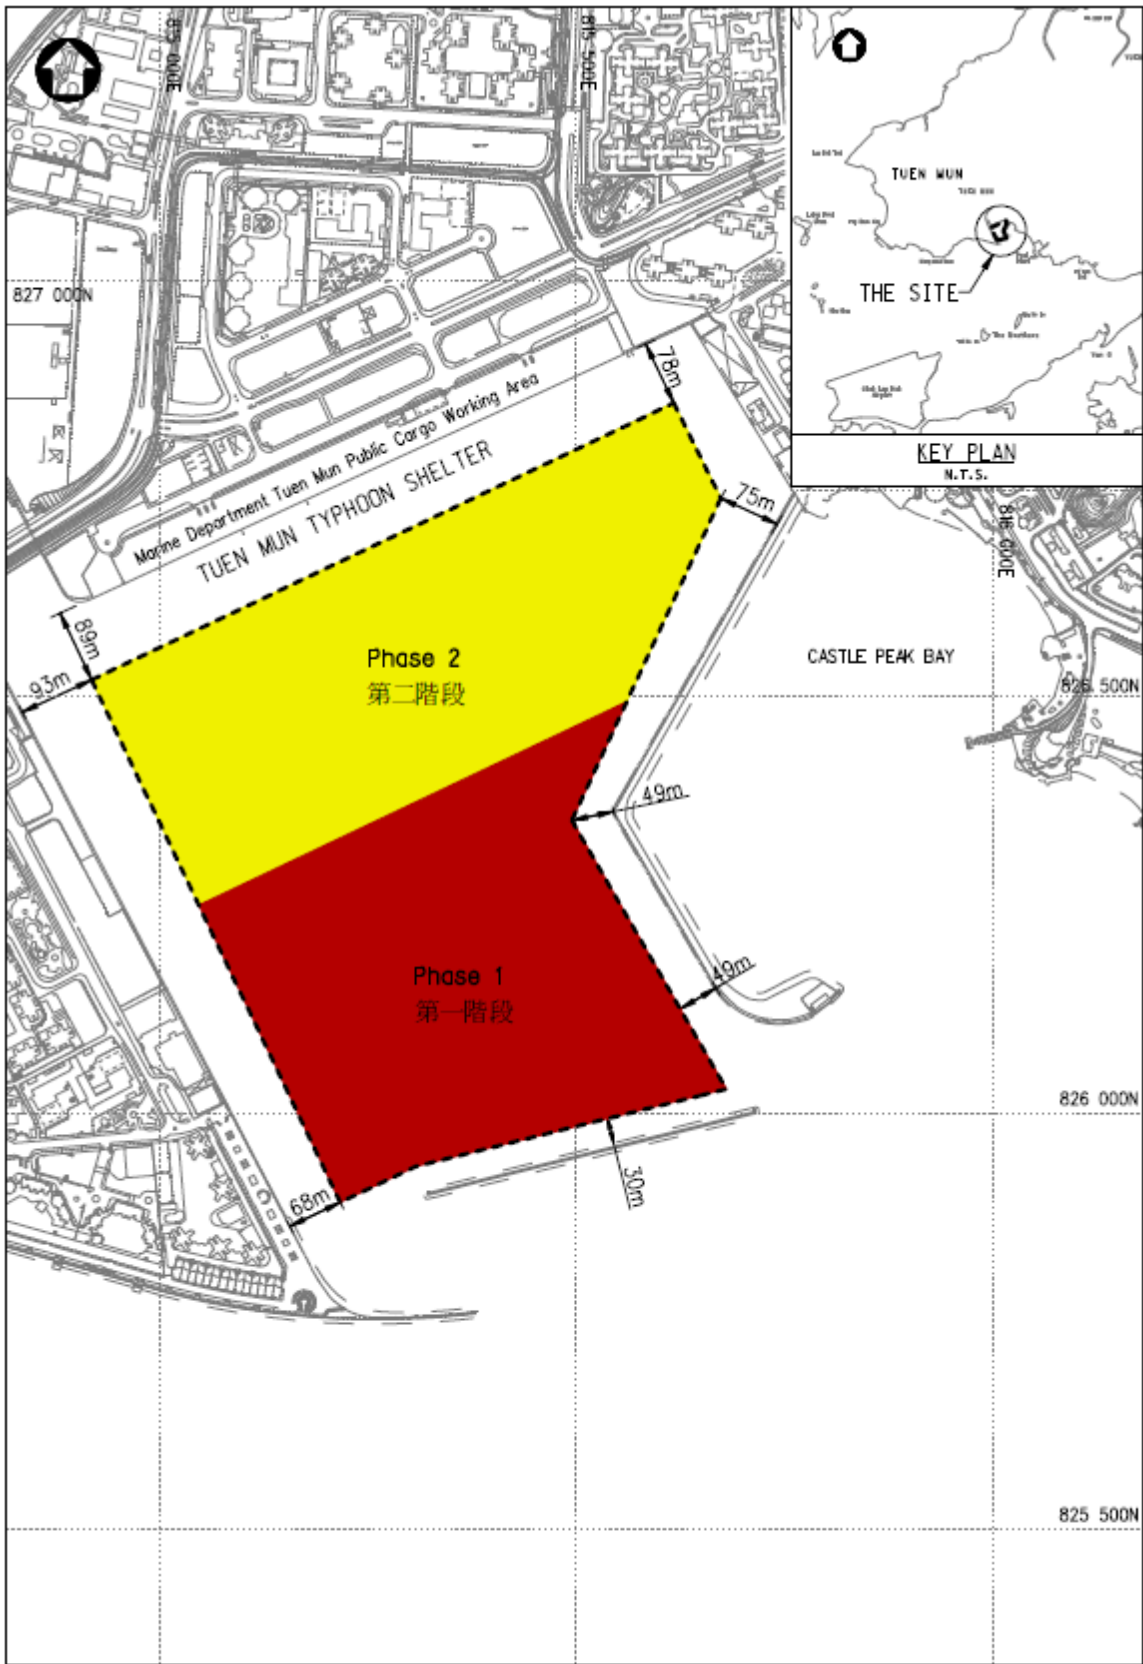 815 000E
815 500E
TUEN MUN
THE SITE
KEY PLAN
N.T.S.
827 000N
78m
Marine Department Tuen Mun Public Cargo Working Area
TUEN MUN TYPHOON SHELTER
75m
816 000E
89m
93m
Phase 2
第二階段
CASTLE PEAK BAY
826 500N
49m
Phase 1
第一階段
49m
826 000N
30m
68m
825 500N